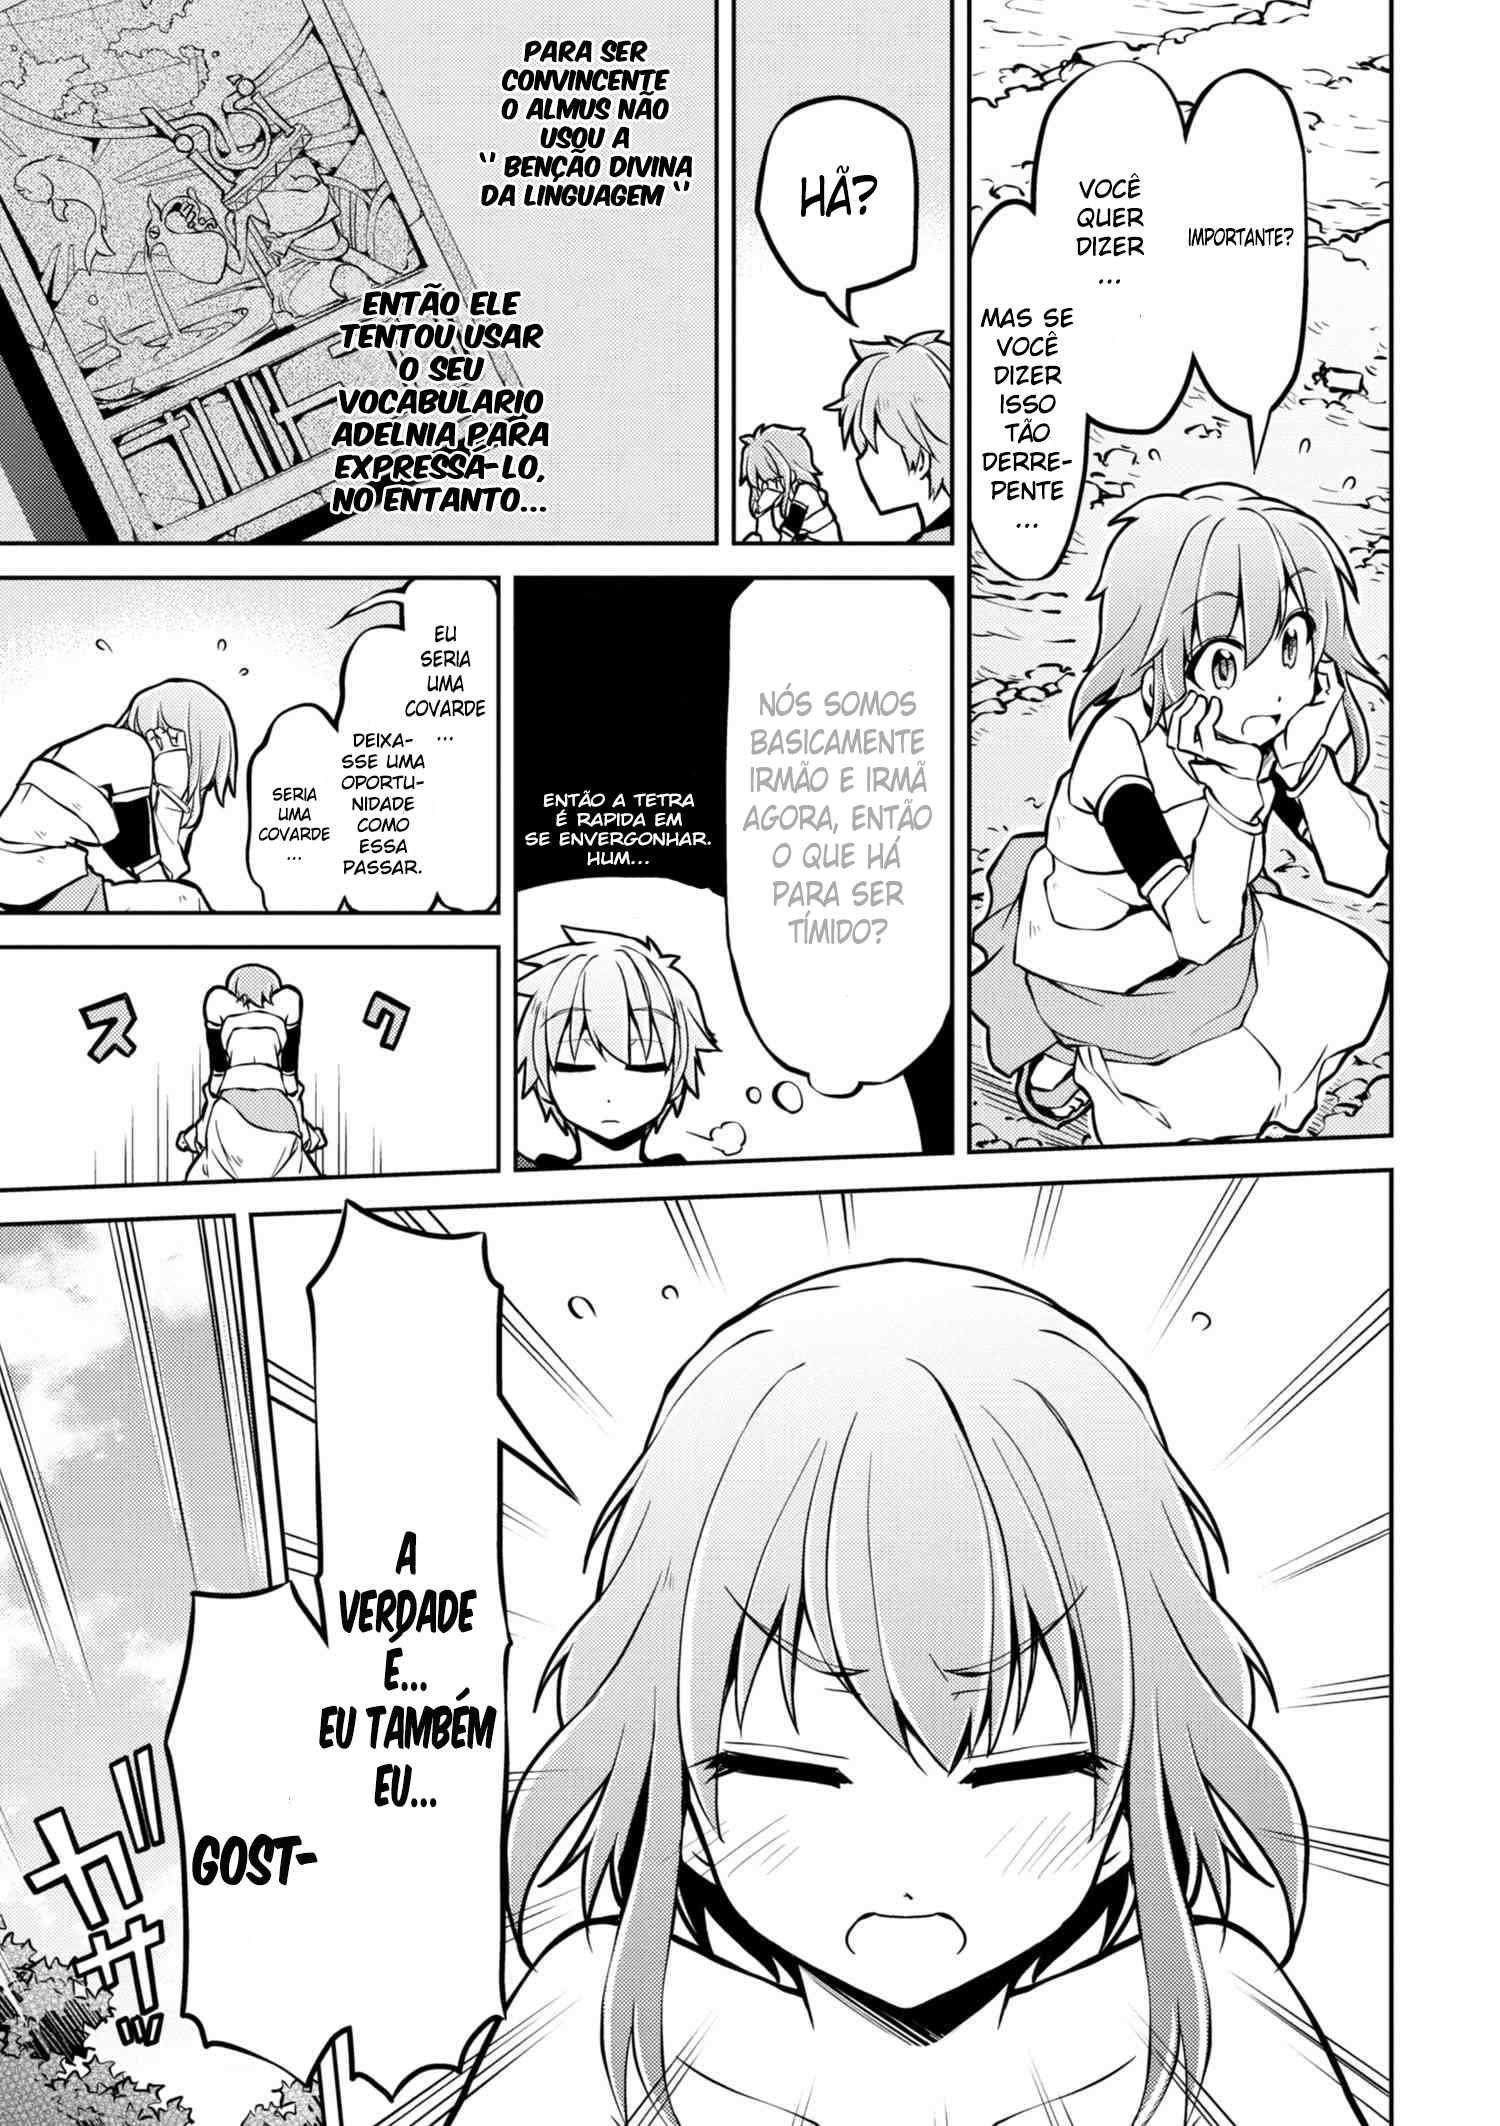 IMPORTANTE?
VOCÊ
QUER
DIZER
...
MAS SE
VOCÊ
DIZER
ISSO
TÃO
DERRE-
PENTE
...
HÃ?
PARA SER
CONVINCENTE
O ALMUS NÃO
USOU A
‘’ BENÇÃO DIVINA
DA LINGUAGEM ‘’
ENTÃO ELE
TENTOU USAR
O SEU
VOCABULARIO
ADELNIA PARA
EXPRESSÁ-LO,
NO ENTANTO...
NÓS SOMOS
BASICAMENTE
IRMÃO E IRMÃ
AGORA, ENTÃO
O QUE HÁ
PARA SER
TÍMIDO?
ENTÃO A TETRA
É RAPIDA EM
SE ENVERGONHAR.
HUM...
EU
SERIA
UMA
COVARDE
...
DEIXA-
SSE UMA
OPORTU-
NIDADE
COMO
ESSA
PASSAR.
SERIA
UMA
COVARDE
...
スク
A
VERDADE
É...
EU TAMBÉM
EU...
GOST-
ガサッ